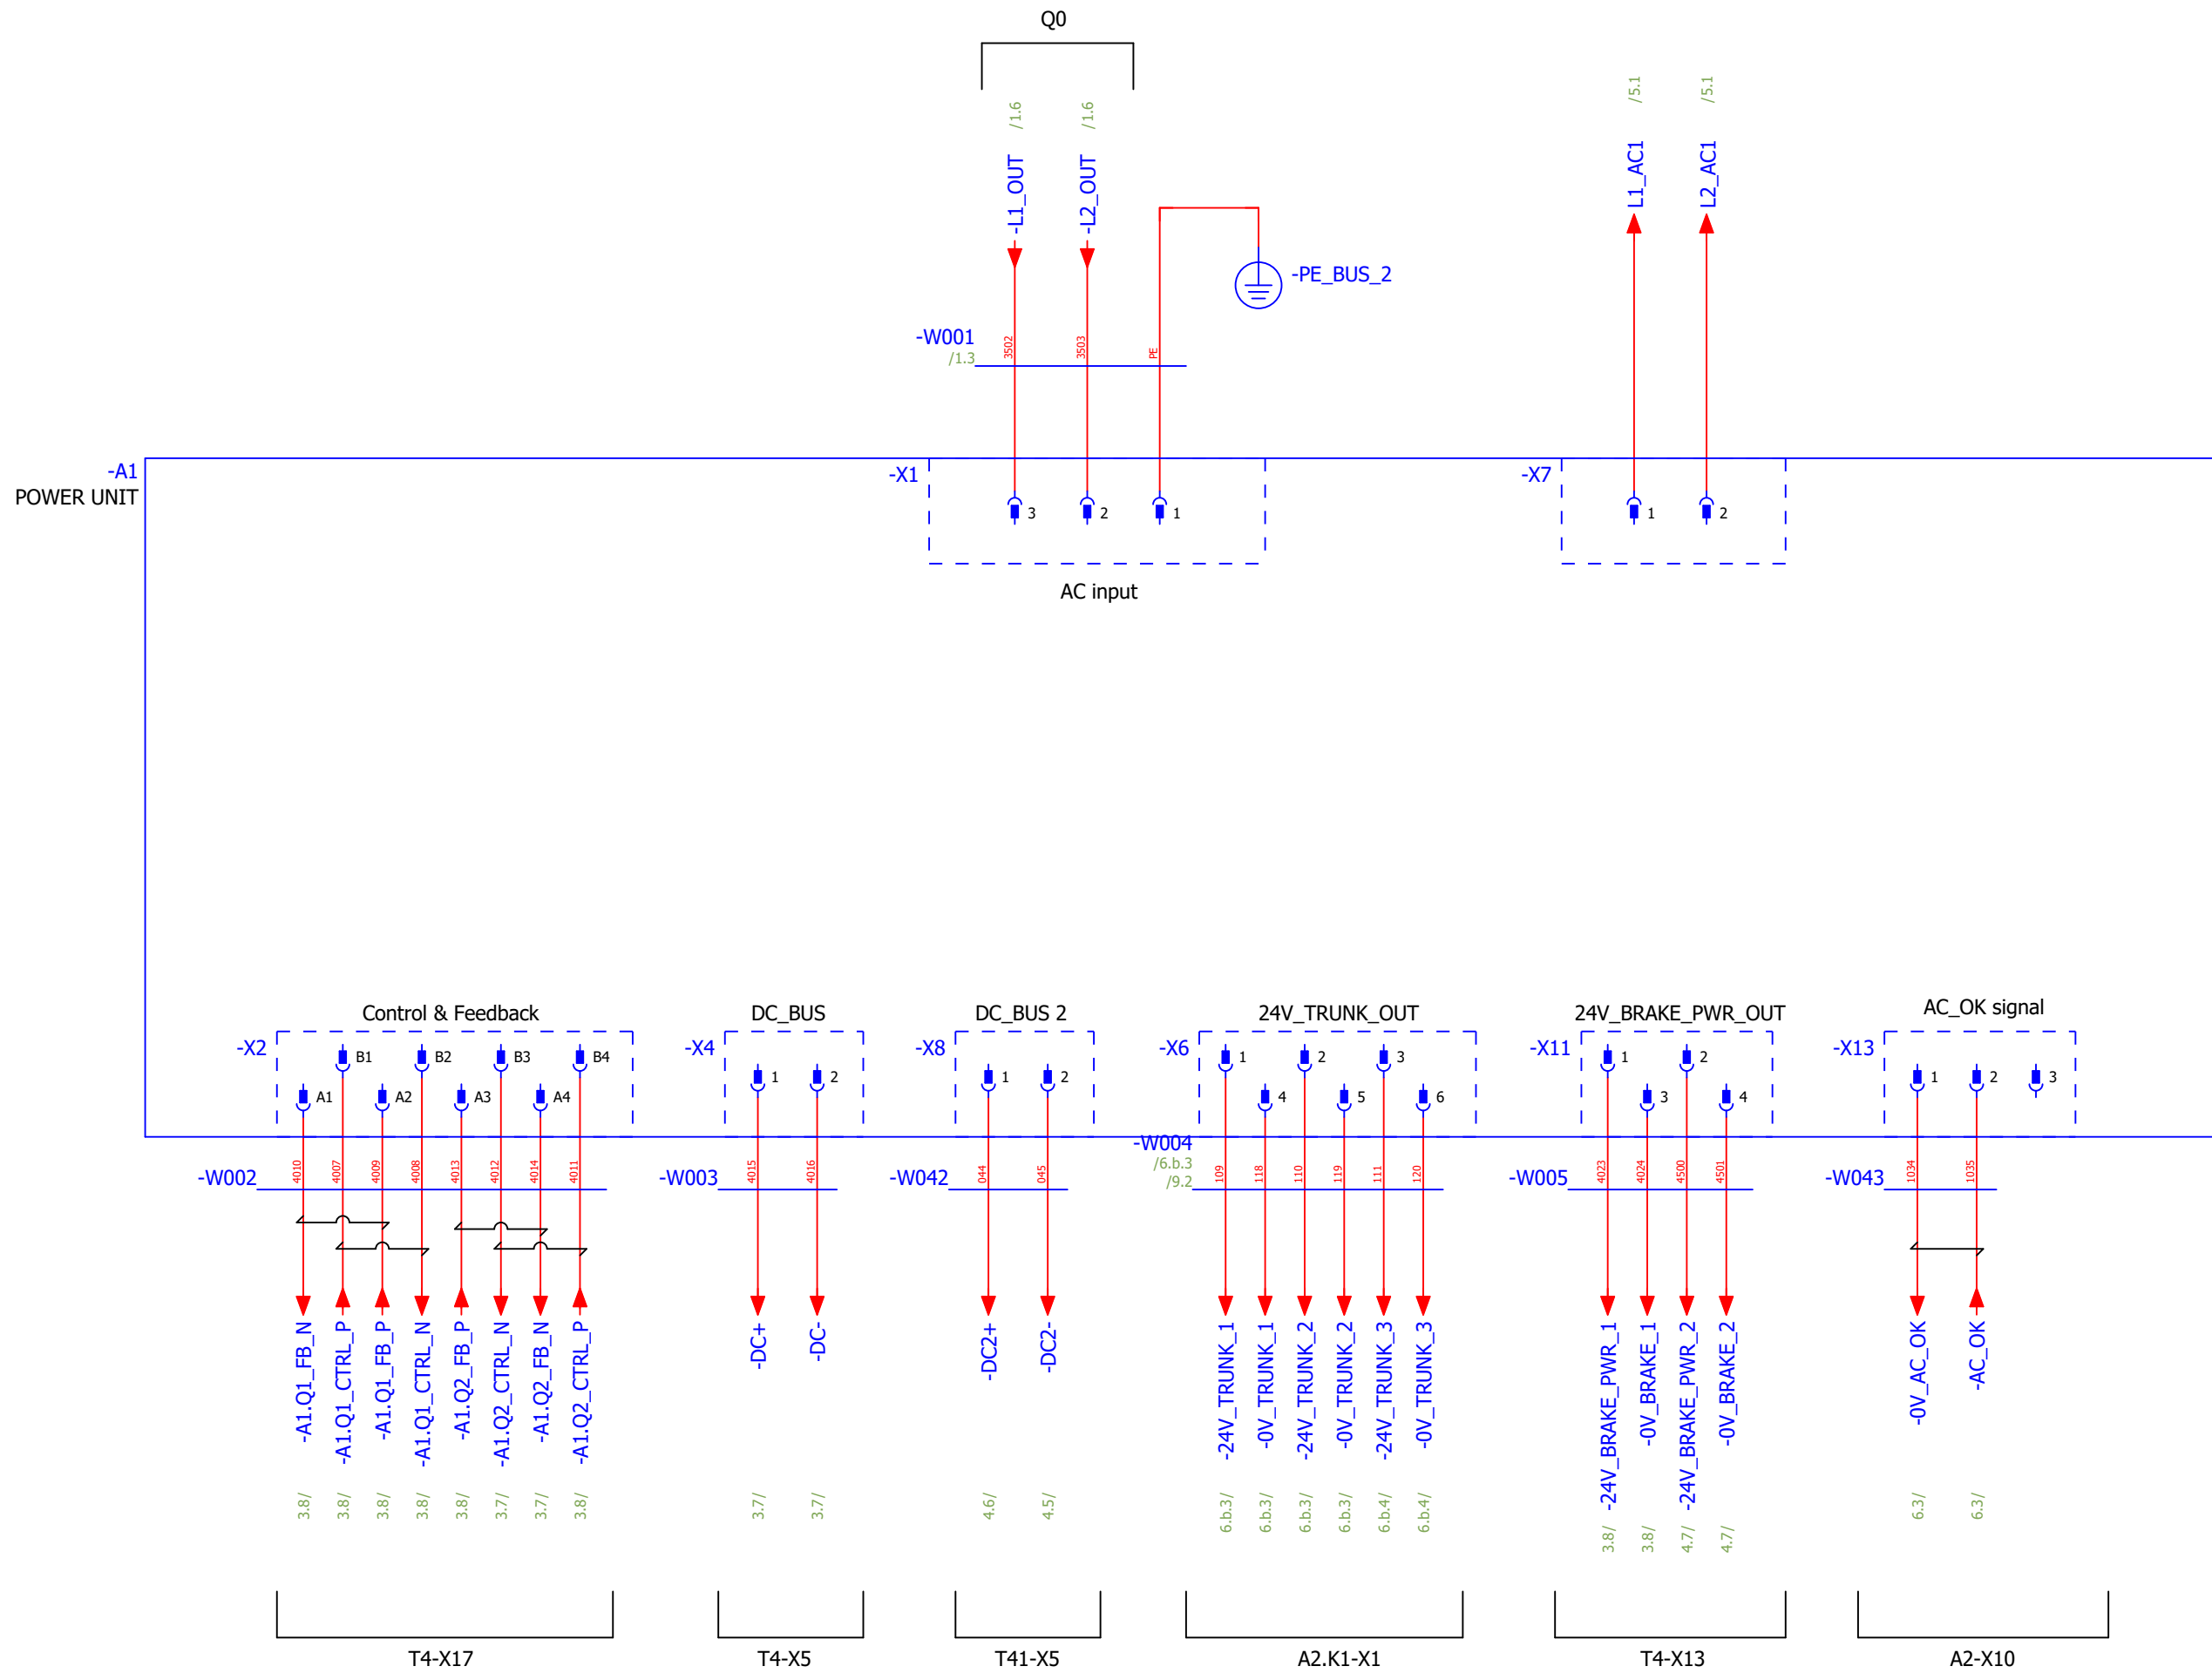 Q0
/1.6
/1.6
/5.1
/5.1
-L1_OUT
-L2_OUT
L1_AC1
L2_AC1
-PE_BUS_2
-W001
/1.3
3502
3503
PE
-A1
POWER UNIT
-X1
3
2
1
AC input
-X7
1
2
Control & Feedback
DC_BUS
DC_BUS 2
24V_TRUNK_OUT
24V_BRAKE_PWR_OUT
AC_OK signal
-X2
B1
B2
B3
B4
A1
A2
A3
A4
-X4
1
2
-X8
1
2
-X6
1
2
3
4
5
6
-X11
1
2
3
4
-X13
1
2
3
-W002
4010
4007
4009
4008
4013
4012
4014
4011
-W003
4015
4016
-W042
044
045
-W004
/6.b.3
/9.2
109
118
110
119
111
120
-W005
4023
4024
4500
4501
-W043
1034
1035
-A1.Q1_FB_N
-A1.Q1_CTRL_P
-A1.Q1_FB_P
-A1.Q1_CTRL_N
-A1.Q2_FB_P
-A1.Q2_CTRL_N
-A1.Q2_FB_N
-A1.Q2_CTRL_P
-DC+
-DC-
-DC2+
-DC2-
-24V_TRUNK_1
-0V_TRUNK_1
-24V_TRUNK_2
-0V_TRUNK_2
-24V_TRUNK_3
-0V_TRUNK_3
-24V_BRAKE_PWR_1
-0V_BRAKE_1
-24V_BRAKE_PWR_2
-0V_BRAKE_2
-0V_AC_OK
-AC_OK
3.8/
3.8/
3.8/
3.8/
3.8/
3.7/
3.7/
3.8/
3.7/
3.7/
4.6/
4.5/
6.b.3/
6.b.3/
6.b.3/
6.b.3/
6.b.4/
6.b.4/
3.8/
3.8/
4.7/
4.7/
6.3/
6.3/
T4-X17
T4-X5
T41-X5
A2.K1-X1
T4-X13
A2-X10